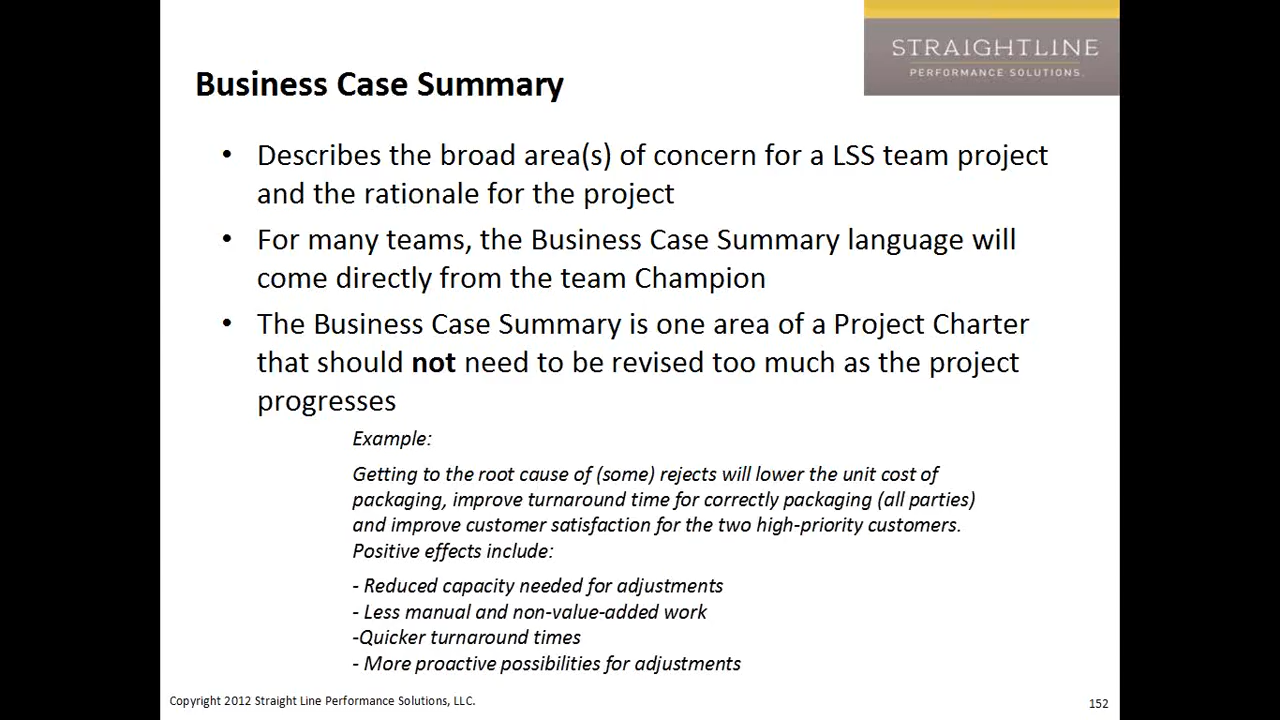 STRAIGHTLINE
PERFORMANCE SOLUTIONS.
Business Case Summary
• Describes the broad area(s) of concern for a LSS team project
and the rationale for the project
• For many teams, the Business Case Summary language will
come directly from the team Champion
• The Business Case Summary is one area of a Project Charter
that should not need to be revised too much as the project
progresses
Example:
Getting to the root cause of (some) rejects will lower the unit cost of
packaging, improve turnaround time for correctly packaging (all parties)
and improve customer satisfaction for the two high-priority customers.
Positive effects include:
- Reduced capacity needed for adjustments
- Less manual and non-value-added work
-Quicker turnaround times
- More proactive possibilities for adjustments
Copyright 2012 Straight Line Performance Solutions, LLC.
152